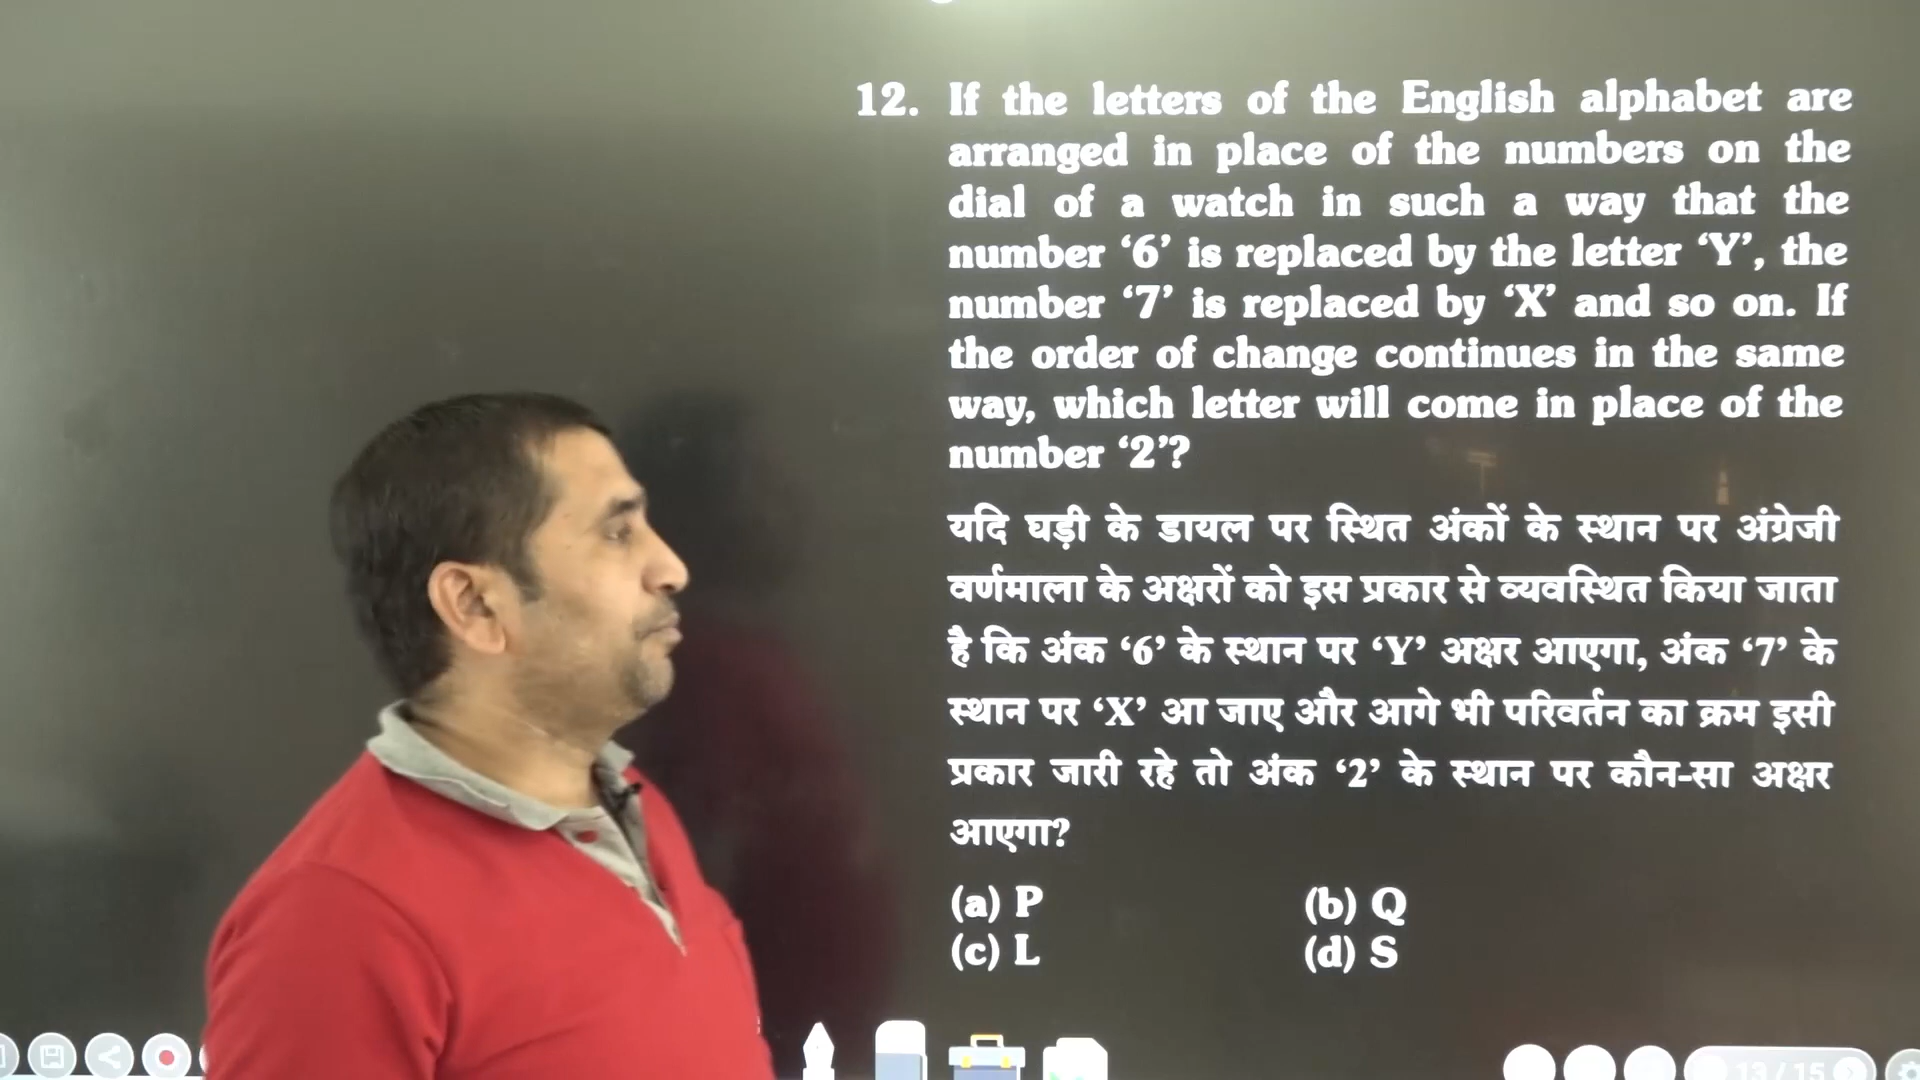 12. If the letters of the English alphabet are
arranged in place of the numbers on the
dial of a watch in such a way that the
number ‘6’ is replaced by the letter ‘Y’, the
number ‘7’ is replaced by ‘X’ and so on. If
the order of change continues in the same
way, which letter will come in place of the
number ‘2’?
यदि घड़ी के डायल पर स्थित अंकों के स्थान पर अंग्रेजी
वर्णमाला के अक्षरों को इस प्रकार से व्यवस्थित किया जाता
है कि अंक ‘6’ के स्थान पर ‘Y’ अक्षर आएगा, अंक ‘7’ के
स्थान पर ‘X’ आ जाए और आगे भी परिवर्तन का क्रम इसी
प्रकार जारी रहे तो अंक ‘2’ के स्थान पर कौन-सा अक्षर
आएगा?
(a) P (b) Q
(c) L (d) S
13 / 15